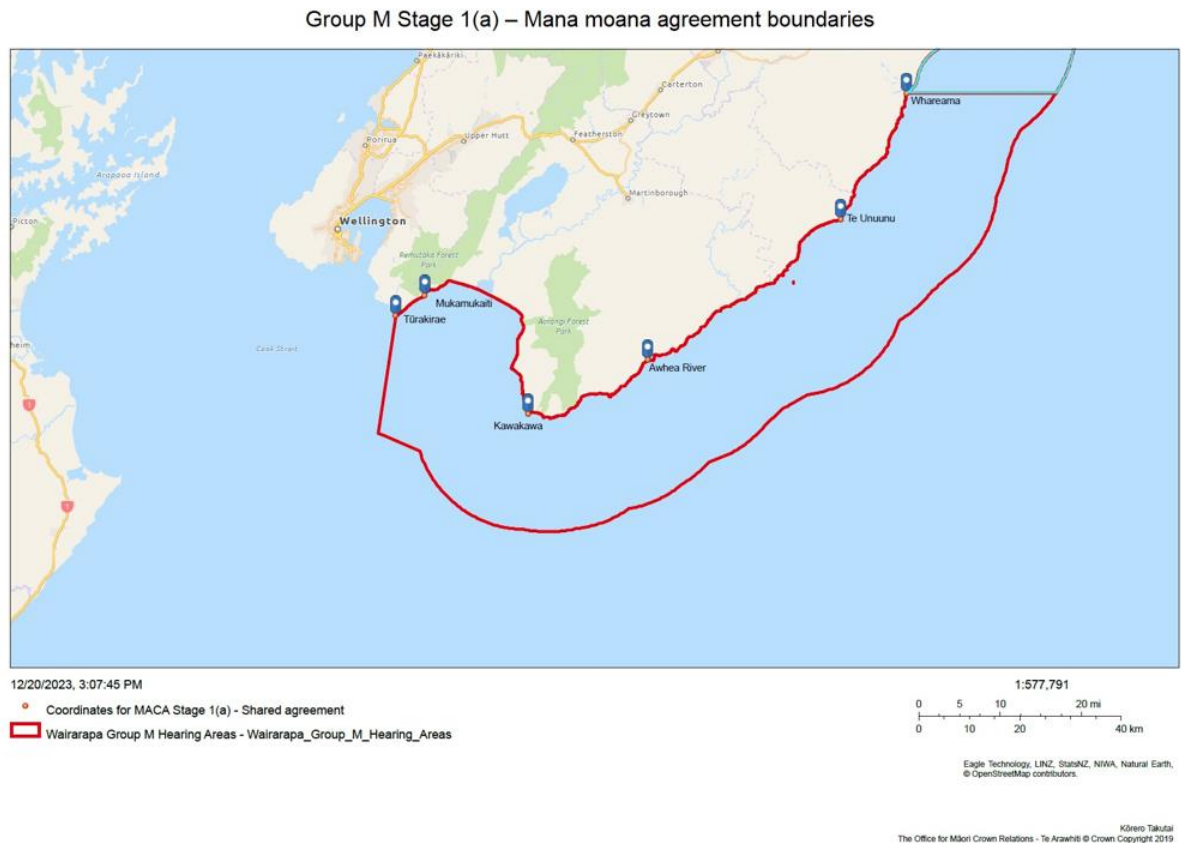 Group M Stage 1(a) – Mana moana agreement boundaries
Paekākāriki
Carterton
Whareama
Greytown
Porirua
Upper Hutt
Featherston
Arapaoa Island
Martinborough
Picton
Wellington
Te Unuunu
Remutaka Forest
Park
Mukamukaiti
Tūrakirae
Aorangi Forest
Park
Cook Strait
heim
Awhea River
1
Kawakawa
1
12/20/2023, 3:07:45 PM
1:577,791
Coordinates for MACA Stage 1(a) - Shared agreement
0 5 10 20 mi
Wairarapa Group M Hearing Areas - Wairarapa_Group_M_Hearing_Areas
0 10 20 40 km
Eagle Technology, LINZ, StatsNZ, NIWA, Natural Earth,
© OpenStreetMap contributors.
Kōrero Takutai
The Office for Māori Crown Relations - Te Arawhiti © Crown Copyright 2019